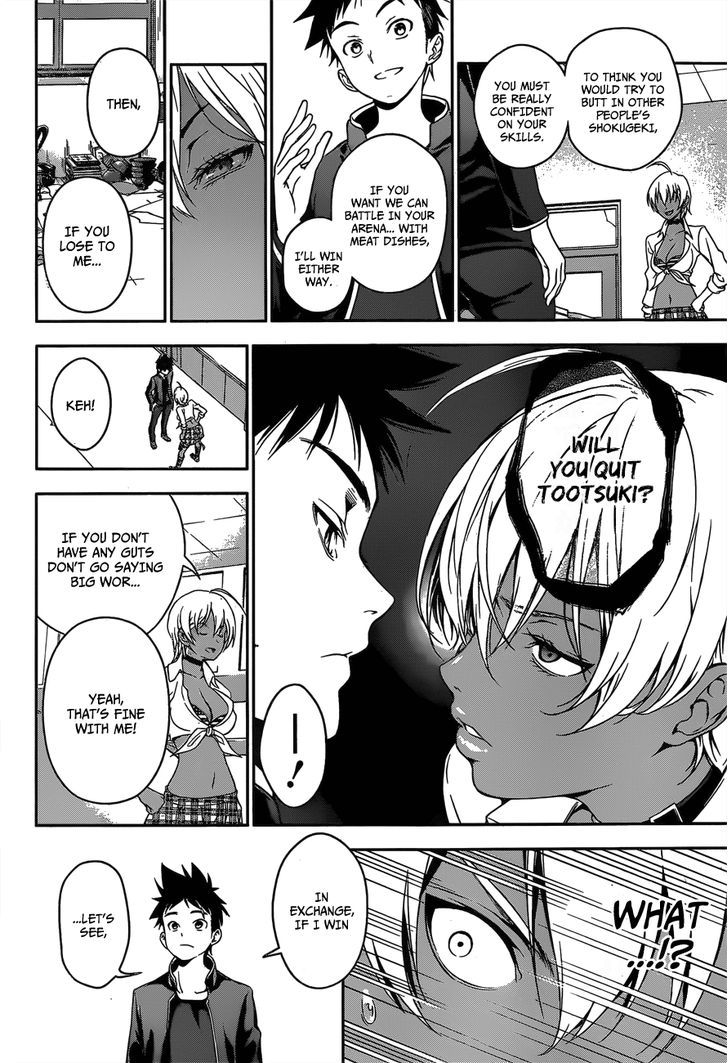 TO THINK YOU
WOULD TRY TO
BUTT IN OTHER
PEOPLE'S
SHOKUGEKI,
YOU MUST
BE REALLY
CONFIDENT
ON YOUR
SKILLS.
IF YOU
WANT WE CAN
BATTLE IN YOUR
ARENA... WITH
MEAT DISHES,
I'LL WIN
EITHER
WAY.
THEN,
IF YOU
LOSE TO
ME...
WILL
YOU QUIT
TOOTSUKI?
—!
KEH!
IF YOU DON'T
HAVE ANY GUTS
DON'T GO SAYING
BIG WOR...
YEAH,
THAT'S FINE
WITH ME!
WHAT
....!?
IN
EXCHANGE,
IF I WIN
...LET'S
SEE,